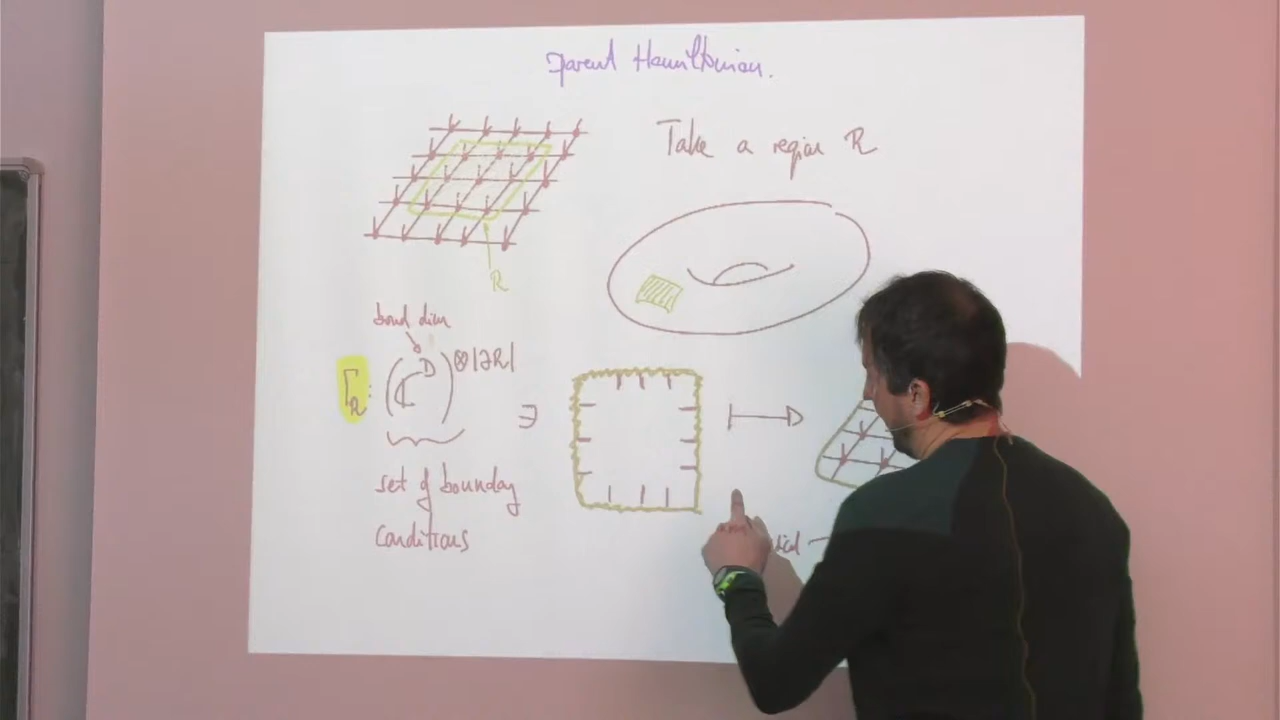 Parent Hamiltonian.
Take a region R
R
bond dim
Γ_R : (ℂ^D)^{⊗|∂R|} ∋ ↦
set of boundary
conditions